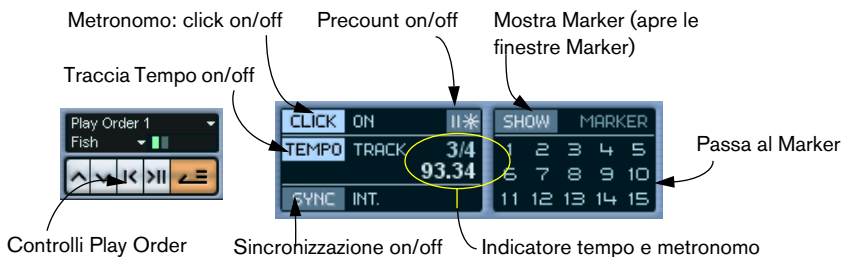 Metronomo: click on/off
Precount on/off
Mostra Marker (apre le
finestre Marker)
Traccia Tempo on/off
Play Order 1
Fish
CLICK ON
TEMPO TRACK 3/4
93.34
SYNC INT.
SHOW MARKER
1 2 3 4 5
6 7 8 9 10
11 12 13 14 15
Passa al Marker
Controlli Play Order
Sincronizzazione on/off
Indicatore tempo e metronomo